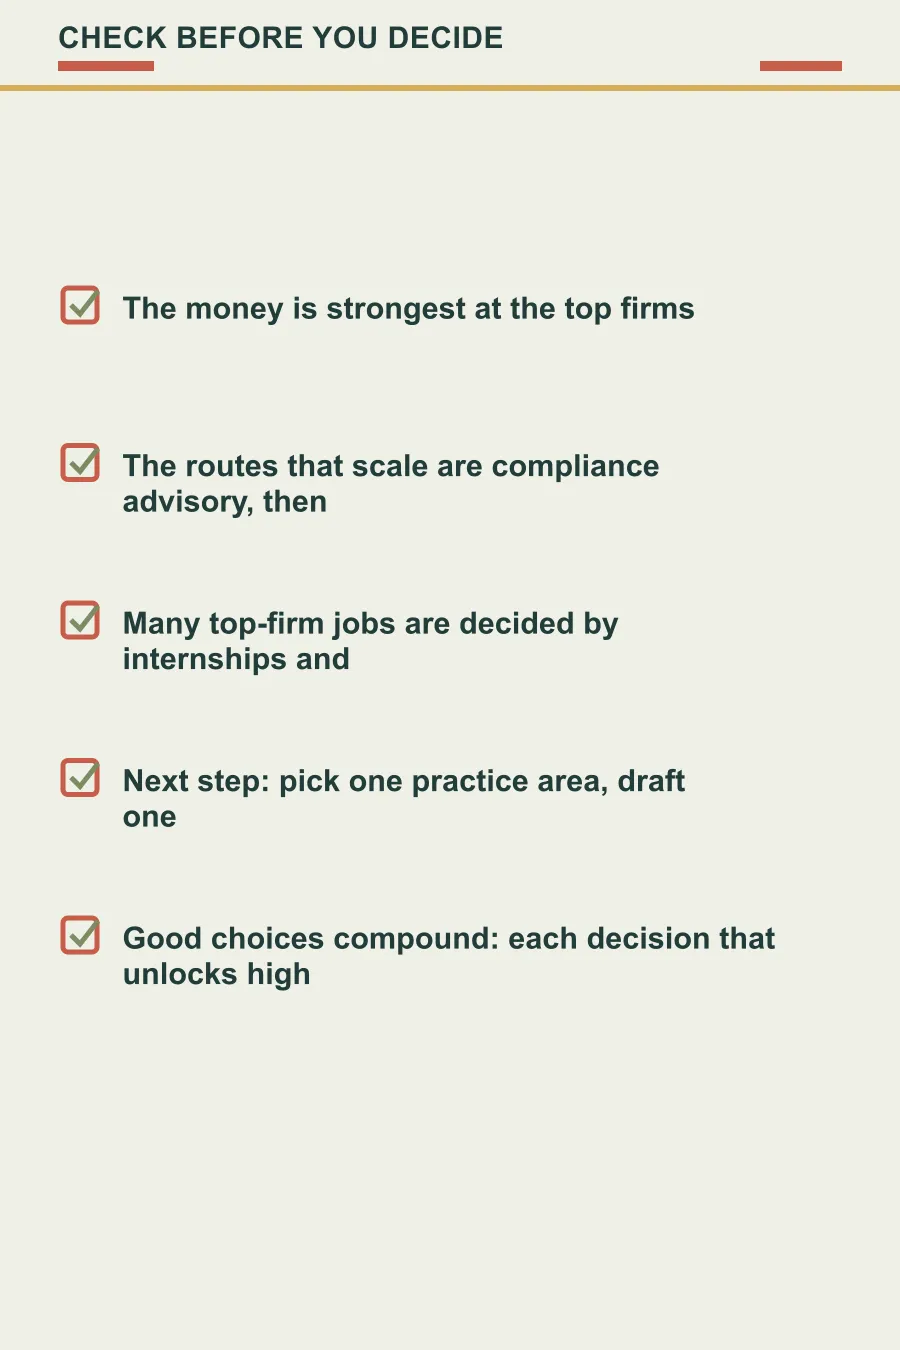 CHECK BEFORE YOU DECIDE
The money is strongest at the top firms
The routes that scale are compliance
advisory, then
Many top-firm jobs are decided by
internships and
Next step: pick one practice area, draft
one
Good choices compound: each decision that
unlocks high